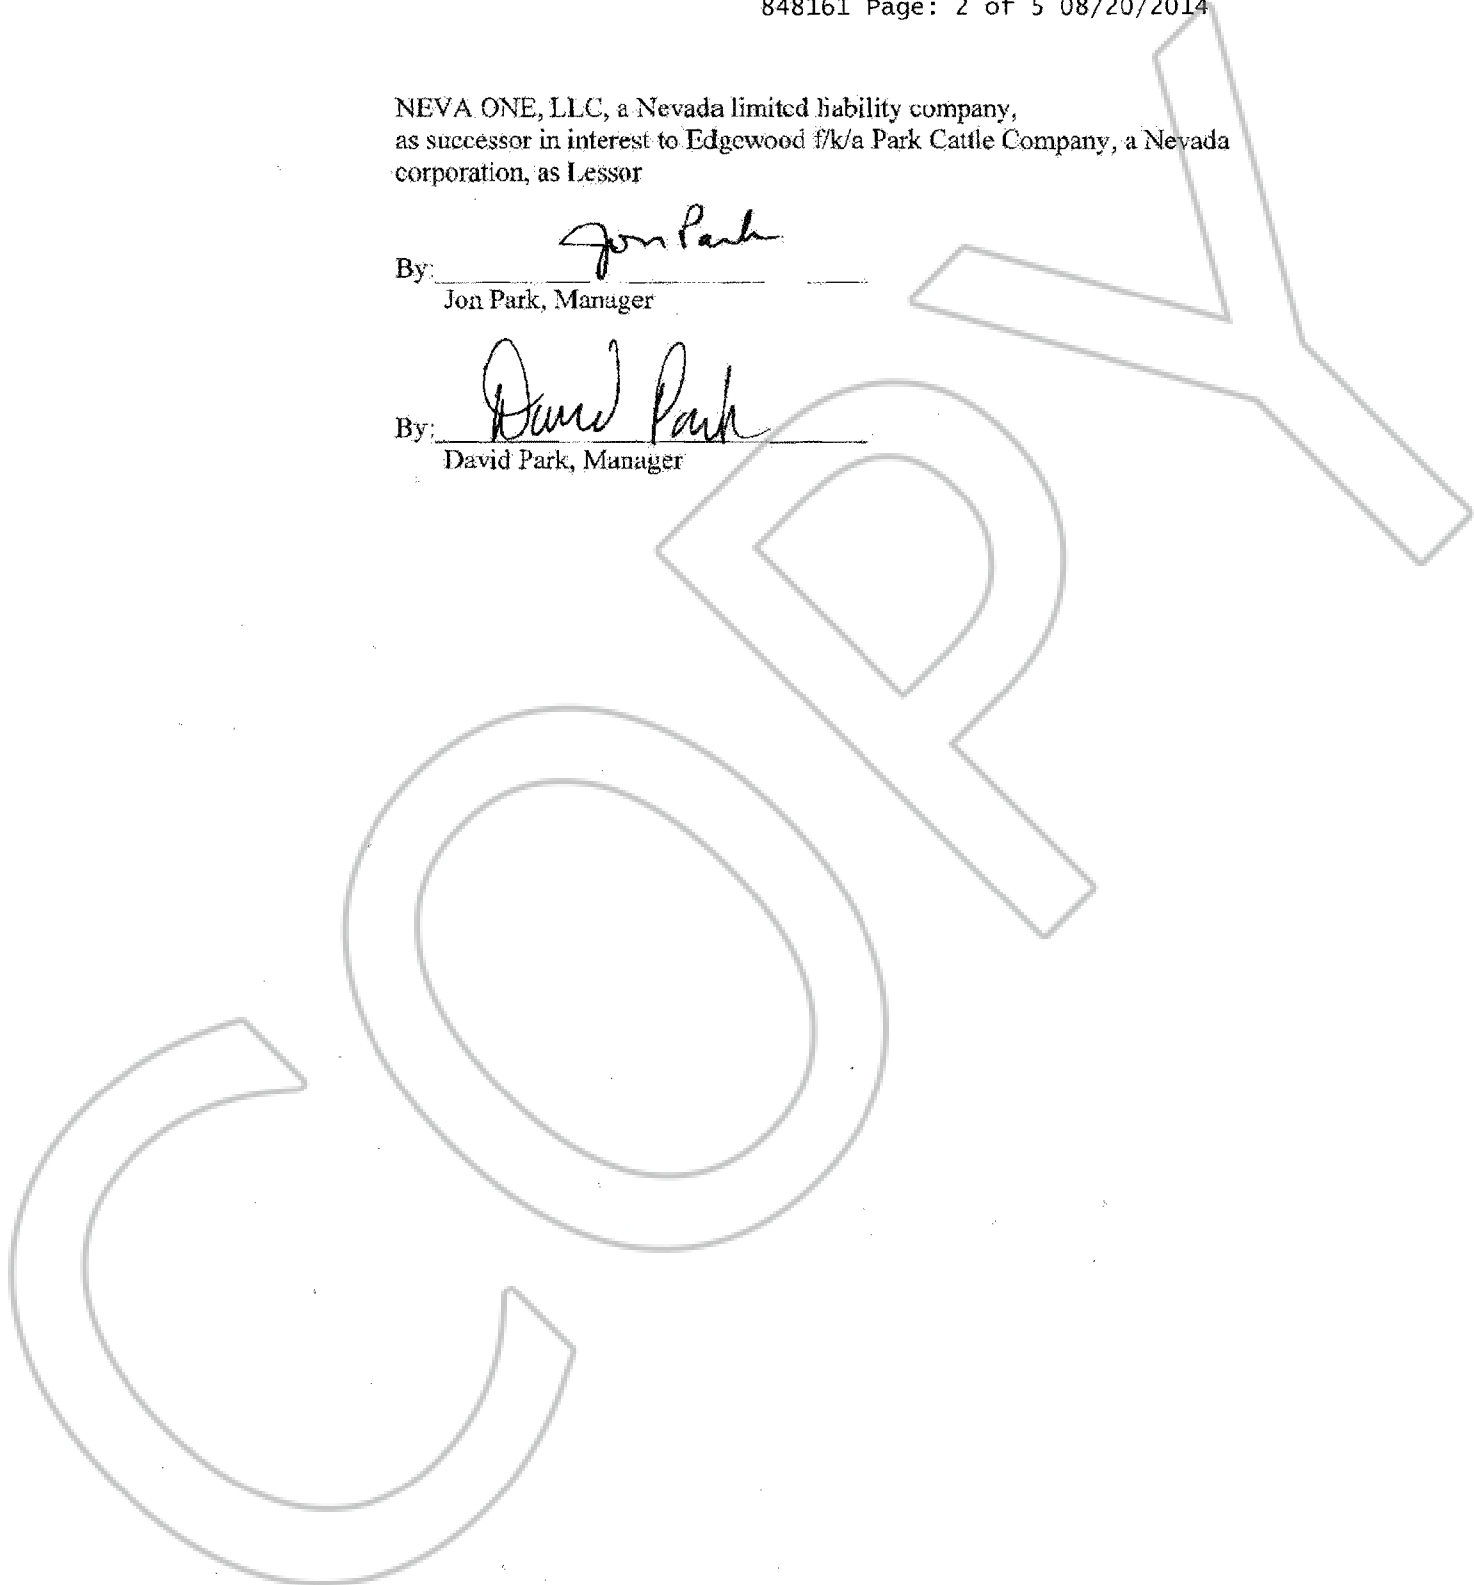 848161 Page: 2 of 5 08/20/2014
NEVA ONE, LLC, a Nevada limited liability company,
as successor in interest to Edgewood f/k/a Park Cattle Company, a Nevada
corporation, as Lessor
Jon Park
By:
Jon Park, Manager
David Park
By:
David Park, Manager
COPY